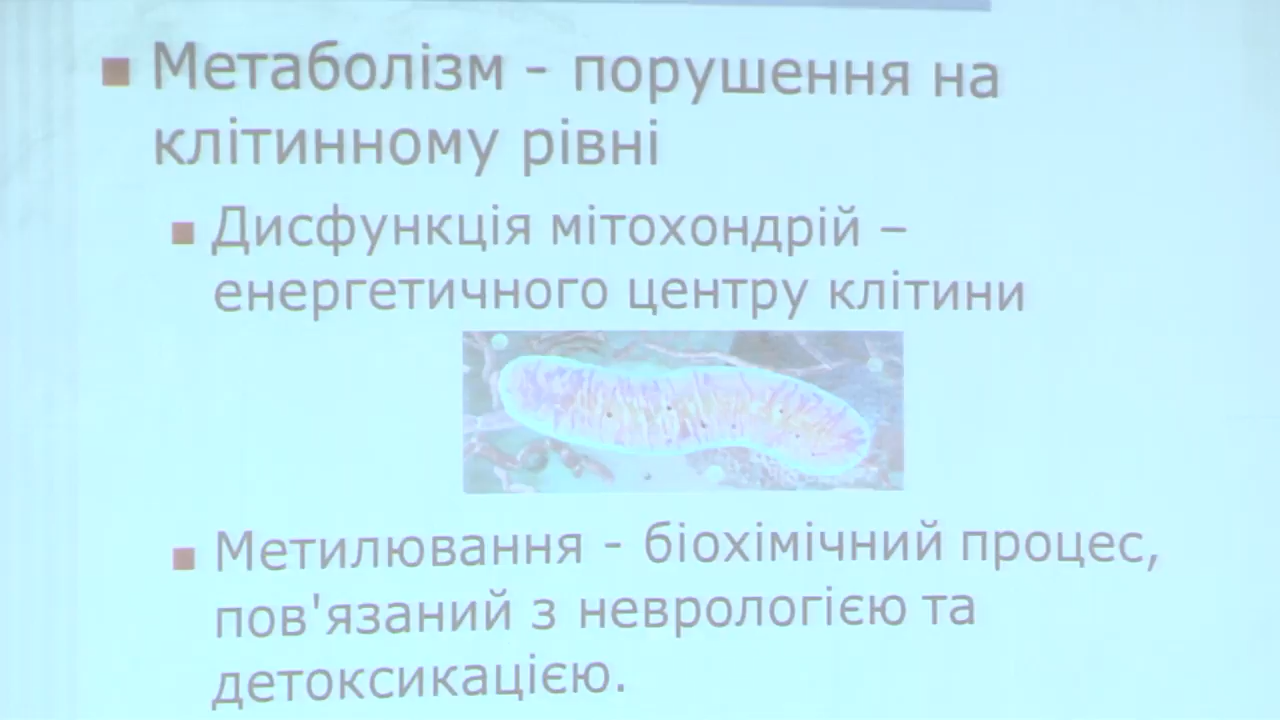 Метаболізм - порушення на
клітинному рівні
Дисфункція мітохондрій –
енергетичного центру клітини
Метилювання - біохімічний процес,
пов'язаний з неврологією та
детоксикацією.